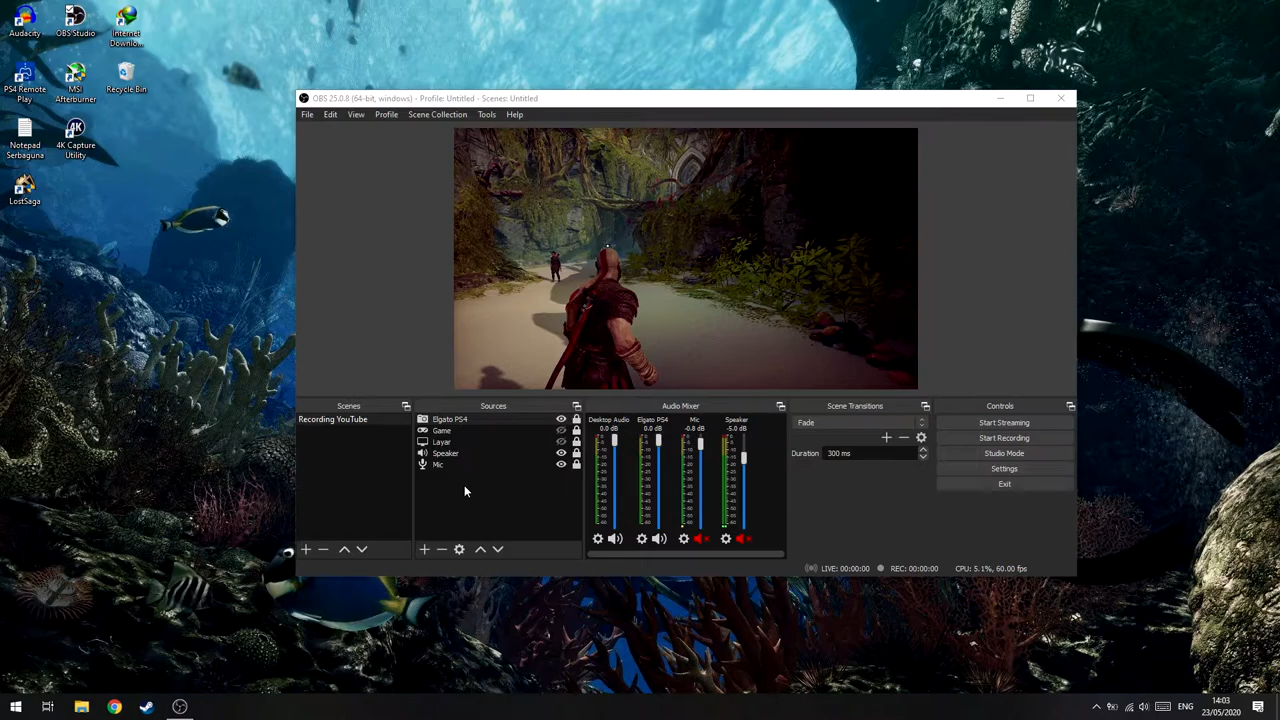 Audacity
OBS Studio
Internet
Downlo...
PS4 Remote
Play
MSI
Afterburner
Recycle Bin
Notepad
Serbaguna
4K Capture
Utility
LostSaga
OBS 25.0.8 (64-bit, windows) - Profile: Untitled - Scenes: Untitled
File Edit View Profile Scene Collection Tools Help
Scenes
Recording YouTube
Sources
Elgato PS4
Game
Layar
Speaker
Mic
Audio Mixer
Desktop Audio Elgato PS4 Mic Speaker
0.0 dB 0.0 dB -0.8 dB -5.0 dB
Scene Transitions
Fade
Duration 300 ms
Controls
Start Streaming
Start Recording
Studio Mode
Settings
Exit
LIVE: 00:00:00 REC: 00:00:00 CPU: 5.1%, 60.00 fps
ENG
14:03
23/05/2020